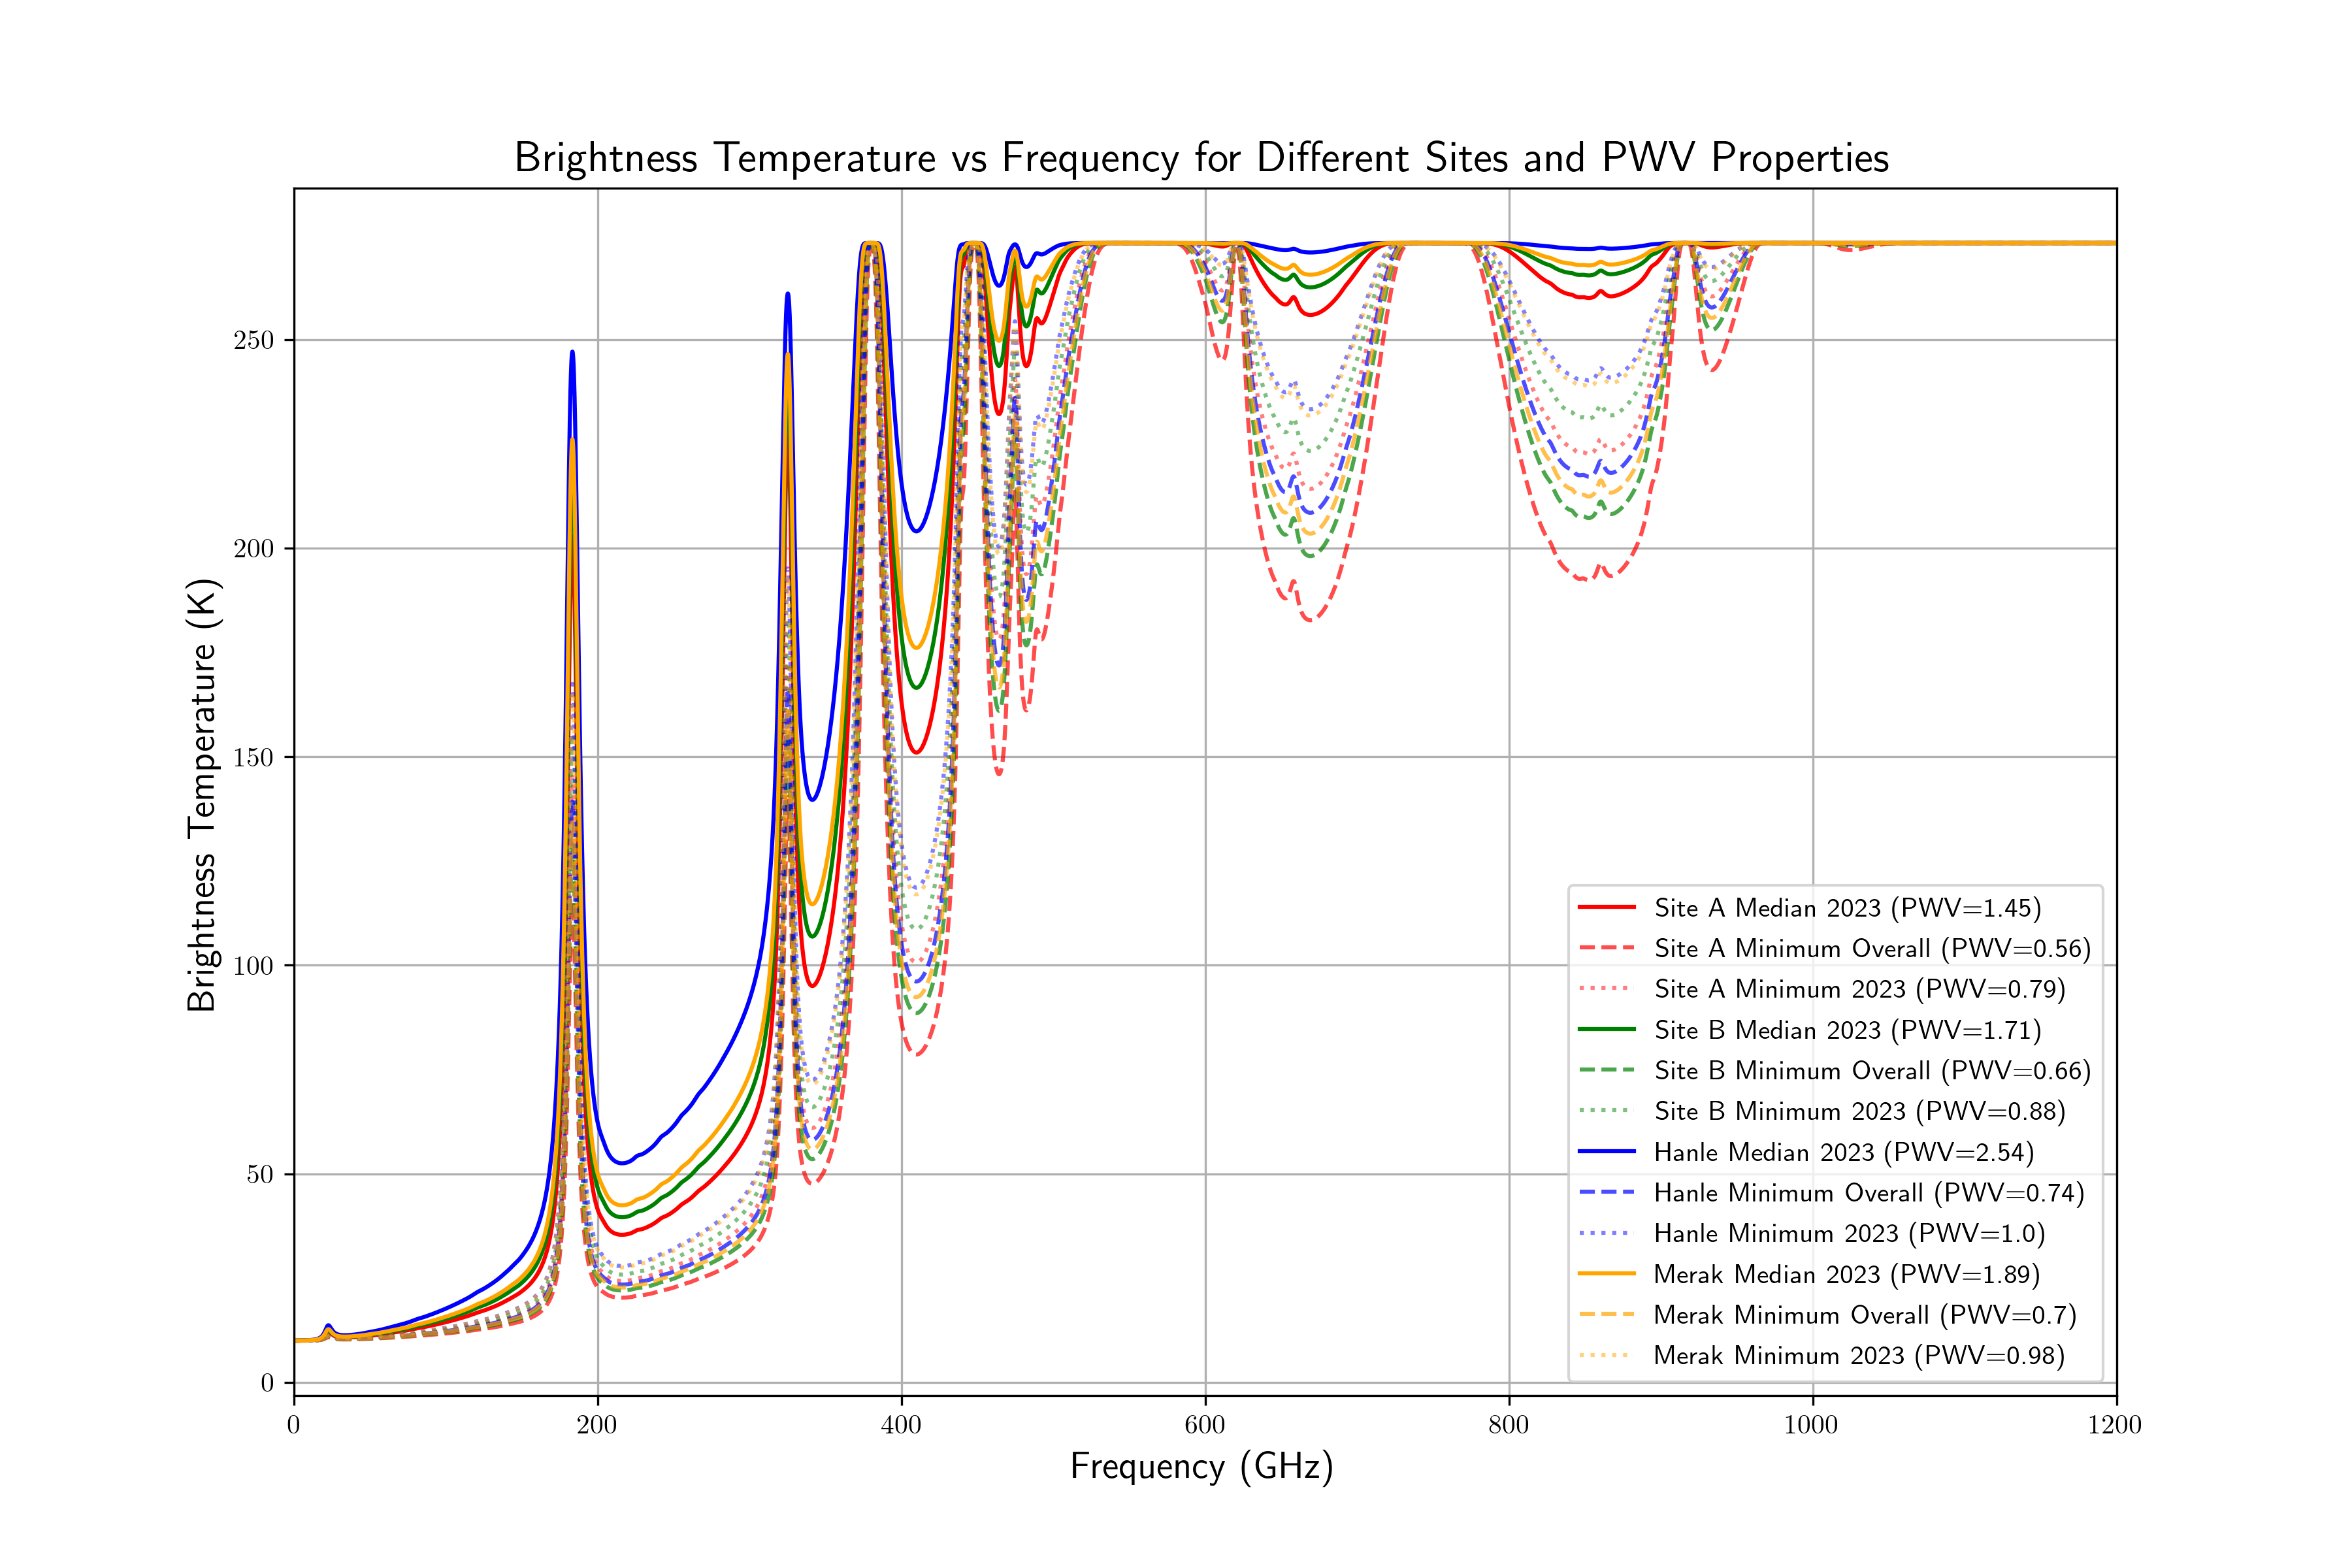 Brightness Temperature vs Frequency for Different Sites and PWV Properties
Brightness Temperature (K)
250
200
150
100
50
0
0 200 400 600 800 1000 1200
Frequency (GHz)
Site A Median 2023 (PWV=1.45)
Site A Minimum Overall (PWV=0.56)
Site A Minimum 2023 (PWV=0.79)
Site B Median 2023 (PWV=1.71)
Site B Minimum Overall (PWV=0.66)
Site B Minimum 2023 (PWV=0.88)
Hanle Median 2023 (PWV=2.54)
Hanle Minimum Overall (PWV=0.74)
Hanle Minimum 2023 (PWV=1.0)
Merak Median 2023 (PWV=1.89)
Merak Minimum Overall (PWV=0.7)
Merak Minimum 2023 (PWV=0.98)